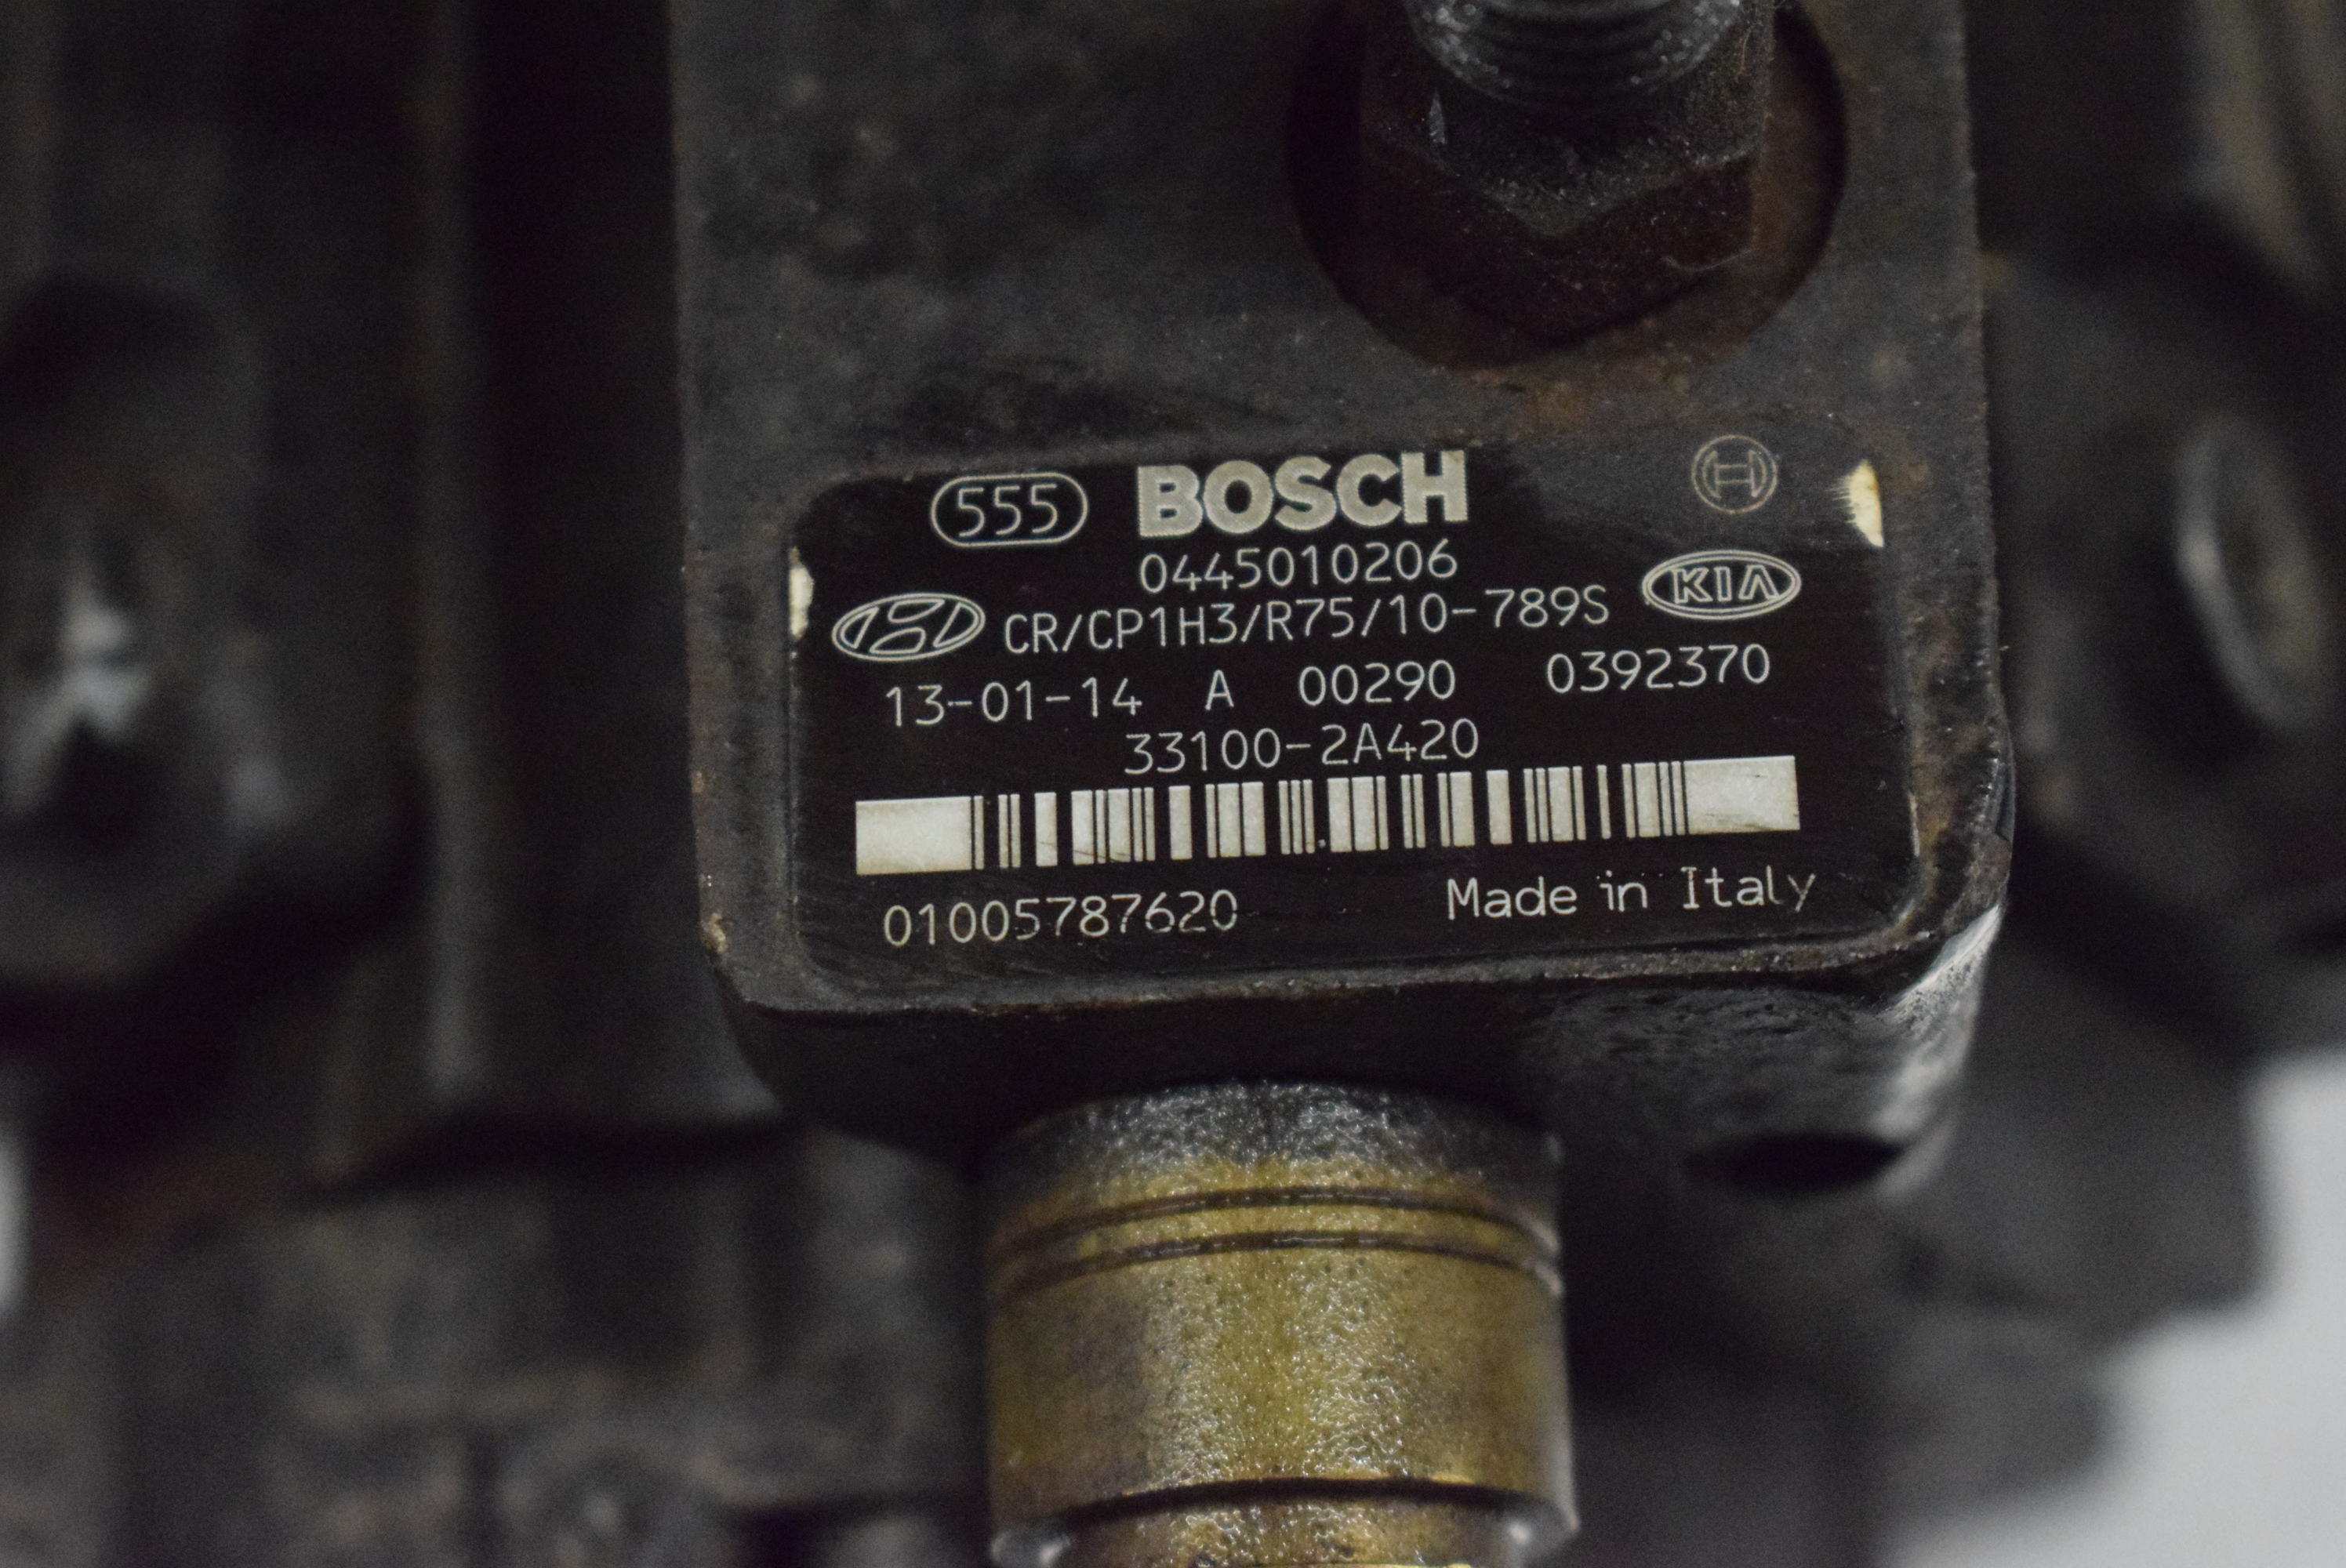 555 BOSCH
0445010206
CR/CP1H3/R75/10-789S KIA
13-01-14 A 00290 0392370
33100-2A420
01005787620 Made in Italy